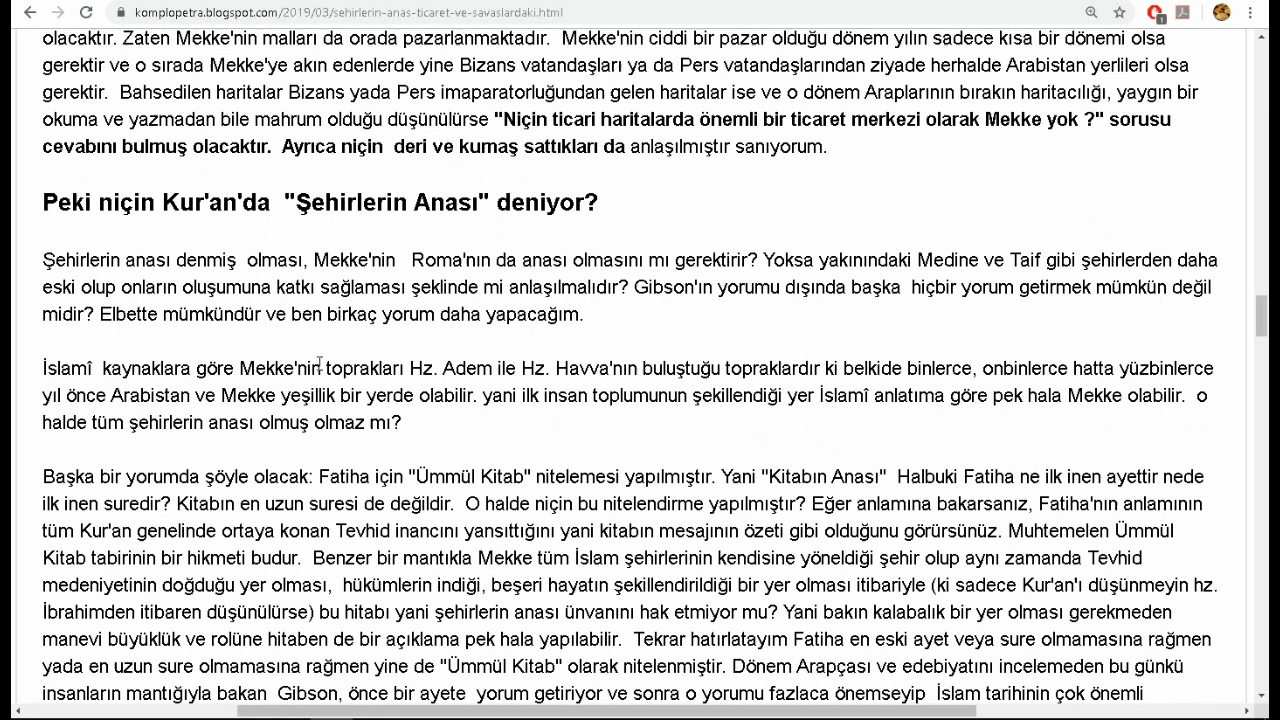 komplopetra.blogspot.com/2019/03/sehirlerin-anas-ticaret-ve-savaslardaki.html
1
olacaktır. Zaten Mekke'nin malları da orada pazarlanmaktadır. Mekke'nin ciddi bir pazar olduğu dönem yılın sadece kısa bir dönemi olsa
gerektir ve o sırada Mekke'ye akın edenlerde yine Bizans vatandaşları ya da Pers vatandaşlarından ziyade herhalde Arabistan yerlileri olsa
gerektir. Bahsedilen haritalar Bizans yada Pers imaparatorluğundan gelen haritalar ise ve o dönem Araplarının bırakın haritacılığı, yaygın bir
okuma ve yazmadan bile mahrum olduğu düşünülürse "Niçin ticari haritalarda önemli bir ticaret merkezi olarak Mekke yok ?" sorusu
cevabını bulmuş olacaktır. Ayrıca niçin deri ve kumaş sattıkları da anlaşılmıştır sanıyorum.
Peki niçin Kur'an'da "Şehirlerin Anası" deniyor?
Şehirlerin anası denmiş olması, Mekke'nin Roma'nın da anası olmasını mı gerektirir? Yoksa yakınındaki Medine ve Taif gibi şehirlerden daha
eski olup onların oluşumuna katkı sağlaması şeklinde mi anlaşılmalıdır? Gibson'ın yorumu dışında başka hiçbir yorum getirmek mümkün değil
midir? Elbette mümkündür ve ben birkaç yorum daha yapacağım.
İslamî kaynaklara göre Mekke'nin toprakları Hz. Adem ile Hz. Havva'nın buluştuğu topraklardır ki belkide binlerce, onbinlerce hatta yüzbinlerce
yıl önce Arabistan ve Mekke yeşillik bir yerde olabilir. yani ilk insan toplumunun şekillendiği yer İslamî anlatıma göre pek hala Mekke olabilir. o
halde tüm şehirlerin anası olmuş olmaz mı?
Başka bir yorumda şöyle olacak: Fatiha için "Ümmül Kitab" nitelemesi yapılmıştır. Yani "Kitabın Anası" Halbuki Fatiha ne ilk inen ayettir nede
ilk inen suredir? Kitabın en uzun suresi de değildir. O halde niçin bu nitelendirme yapılmıştır? Eğer anlamına bakarsanız, Fatiha'nın anlamının
tüm Kur'an genelinde ortaya konan Tevhid inancını yansıttığını yani kitabın mesajının özeti gibi olduğunu görürsünüz. Muhtemelen Ümmül
Kitab tabirinin bir hikmeti budur. Benzer bir mantıkla Mekke tüm İslam şehirlerinin kendisine yöneldiği şehir olup aynı zamanda Tevhid
medeniyetinin doğduğu yer olması, hükümlerin indiği, beşeri hayatın şekillendirildiği bir yer olması itibariyle (ki sadece Kur'an'ı düşünmeyin hz.
İbrahimden itibaren düşünülürse) bu hitabı yani şehirlerin anası ünvanını hak etmiyor mu? Yani bakın kalabalık bir yer olması gerekmeden
manevi büyüklük ve rolüne hitaben de bir açıklama pek hala yapılabilir. Tekrar hatırlatayım Fatiha en eski ayet veya sure olmamasına rağmen
yada en uzun sure olmamasına rağmen yine de "Ümmül Kitab" olarak nitelenmiştir. Dönem Arapçası ve edebiyatını incelemeden bu günkü
insanların mantığıyla bakan Gibson, önce bir ayete yorum getiriyor ve sonra o yorumu fazlaca önemseyip İslam tarihinin çok önemli